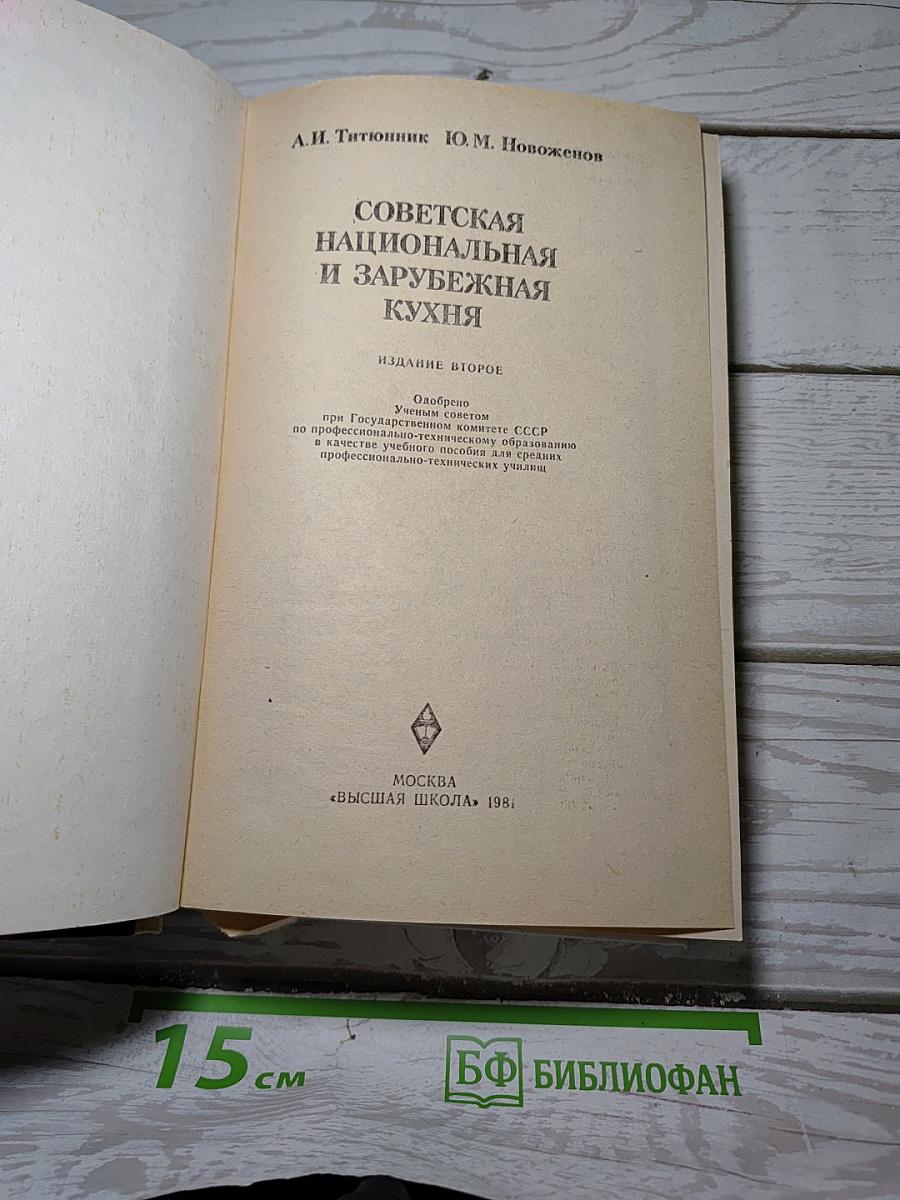 А.И. Титюнник Ю.М. Новоженов
СОВЕТСКАЯ
НАЦИОНАЛЬНАЯ
И ЗАРУБЕЖНАЯ
КУХНЯ
ИЗДАНИЕ ВТОРОЕ
Одобрено
Ученым советом
при Государственном комитете СССР
по профессионально-техническому образованию
в качестве учебного пособия для средних
профессионально-технических училищ
МОСКВА
«ВЫСШАЯ ШКОЛА» 1981
15 см
БФ БИБЛИОФАН